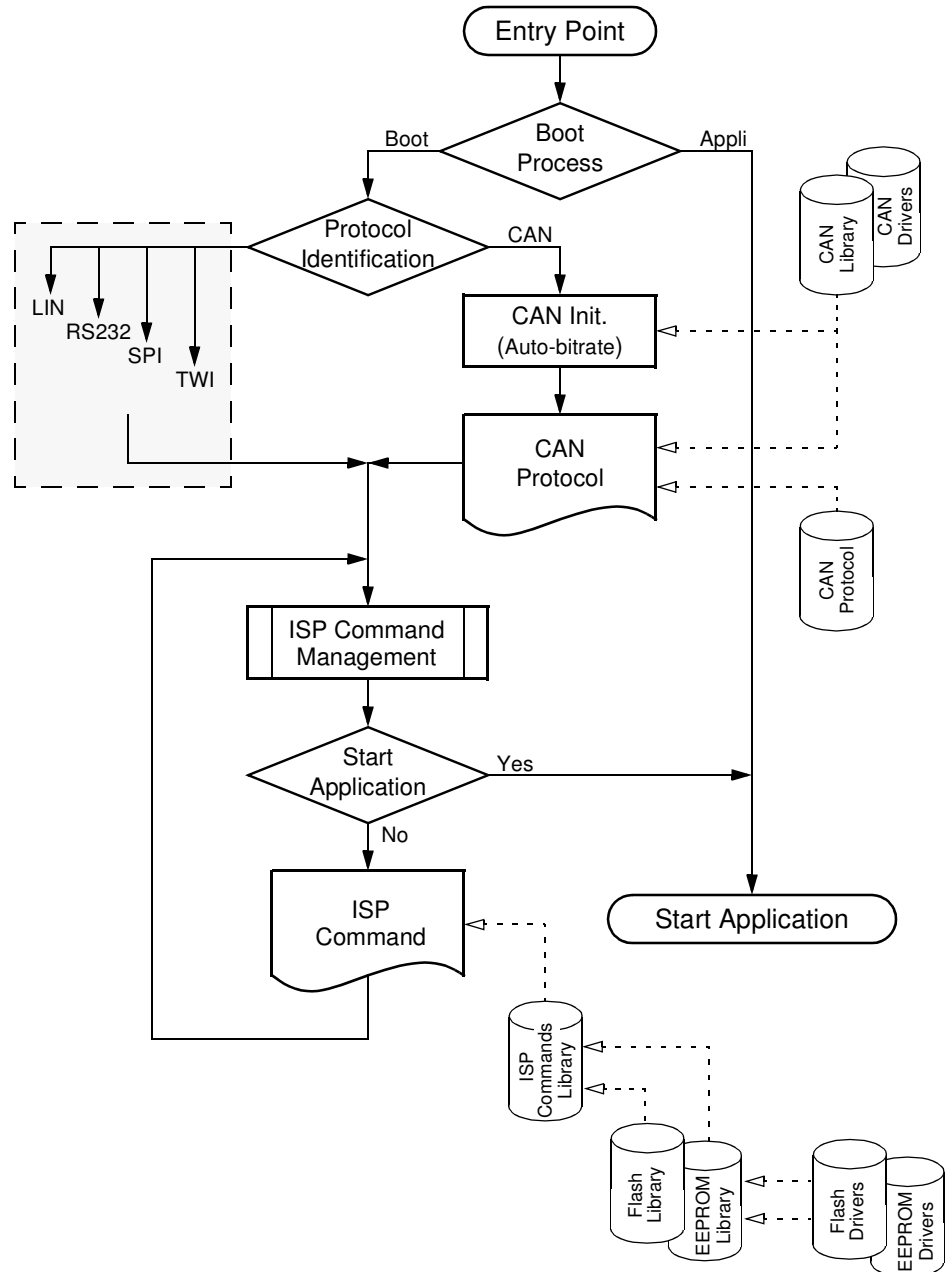 Entry Point
Boot
Boot
Process
Appli
Protocol
Identification
CAN
LIN
RS232
SPI
TWI
CAN Init.
(Auto-bitrate)
CAN
Library
CAN
Drivers
CAN
Protocol
CAN
Protocol
ISP Command
Management
Start
Application
Yes
No
ISP
Command
Start Application
ISP
Commands
Library
Flash
Library
EEPROM
Library
Flash
Drivers
EEPROM
Drivers